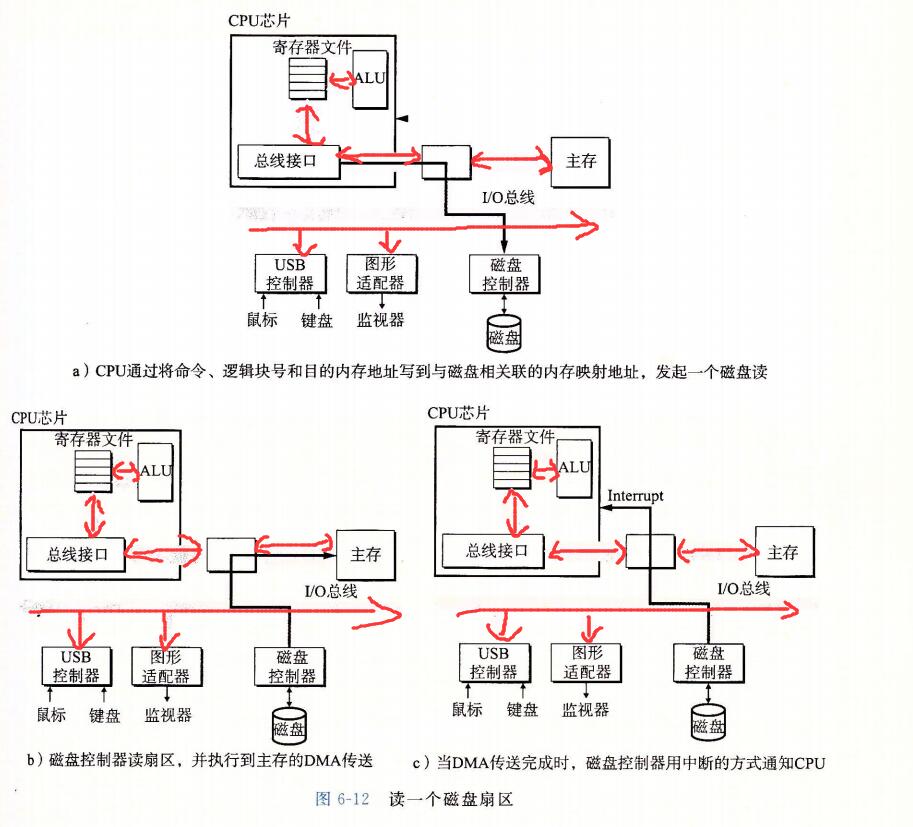 CPU芯片
寄存器文件
ALU
总线接口
主存
I/O总线
USB
控制器
图形
适配器
磁盘
控制器
鼠标
键盘
监视器
磁盘
a）CPU通过将命令、逻辑块号和目的内存地址写到与磁盘相关联的内存映射地址，发起一个磁盘读
CPU芯片
寄存器文件
ALU
总线接口
主存
I/O总线
USB
控制器
图形
适配器
磁盘
控制器
鼠标
键盘
监视器
磁盘
b）磁盘控制器读扇区，并执行到主存的DMA传送
CPU芯片
寄存器文件
ALU
Interrupt
总线接口
主存
I/O总线
USB
控制器
图形
适配器
磁盘
控制器
鼠标
键盘
监视器
磁盘
c）当DMA传送完成时，磁盘控制器用中断的方式通知CPU
图 6-12 读一个磁盘扇区